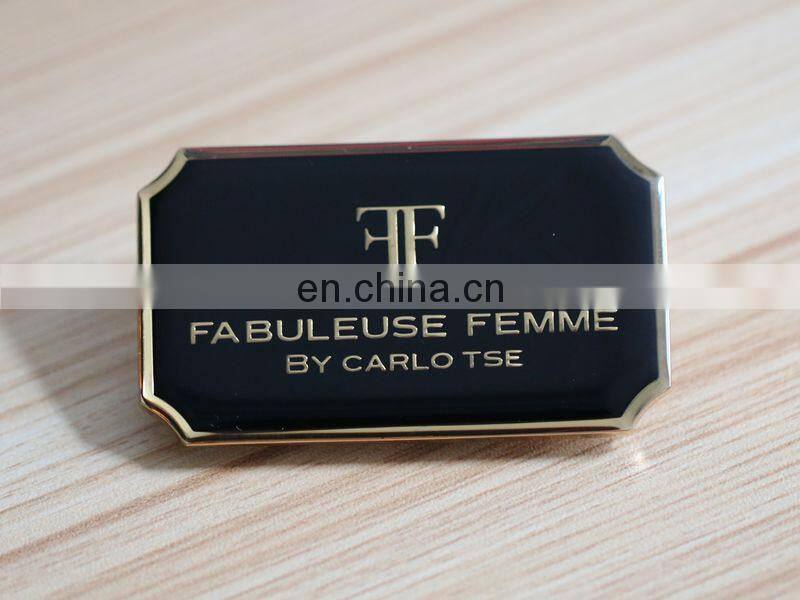 FF
en.china.cn
FABULEUSE FEMME
BY CARLO TSE